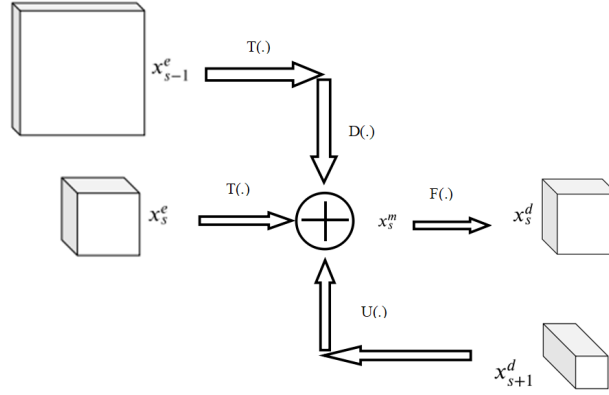 T(.)
x^e_{s-1}
D(.)
T(.)
F(.)
x^e_s
x^m_s
x^d_s
U(.)
x^d_{s+1}